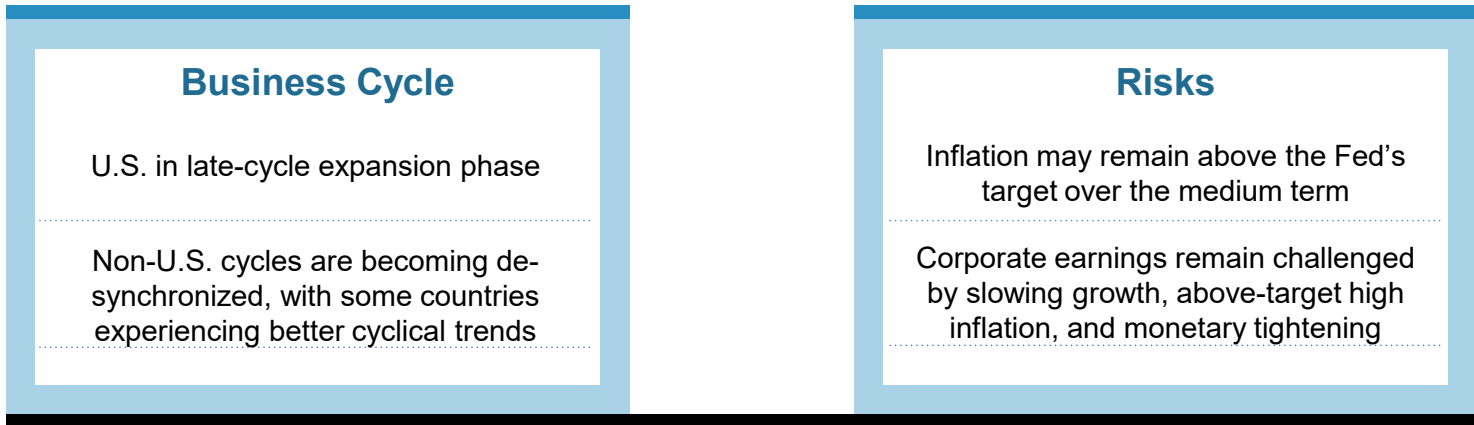 Business Cycle
U.S. in late-cycle expansion phase
Non-U.S. cycles are becoming de-
synchronized, with some countries
experiencing better cyclical trends
Risks
Inflation may remain above the Fed's
target over the medium term
Corporate earnings remain challenged
by slowing growth, above-target high
inflation, and monetary tightening